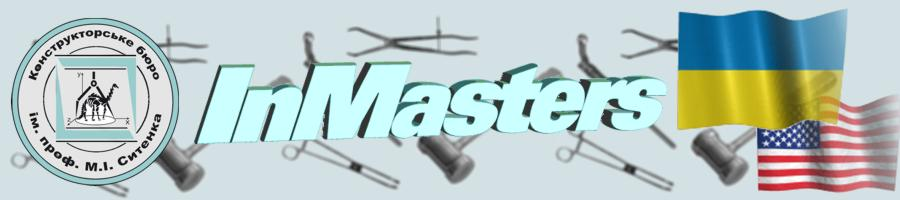 Конструкторське бюро
ім. проф. М.І. Ситенка
InMasters